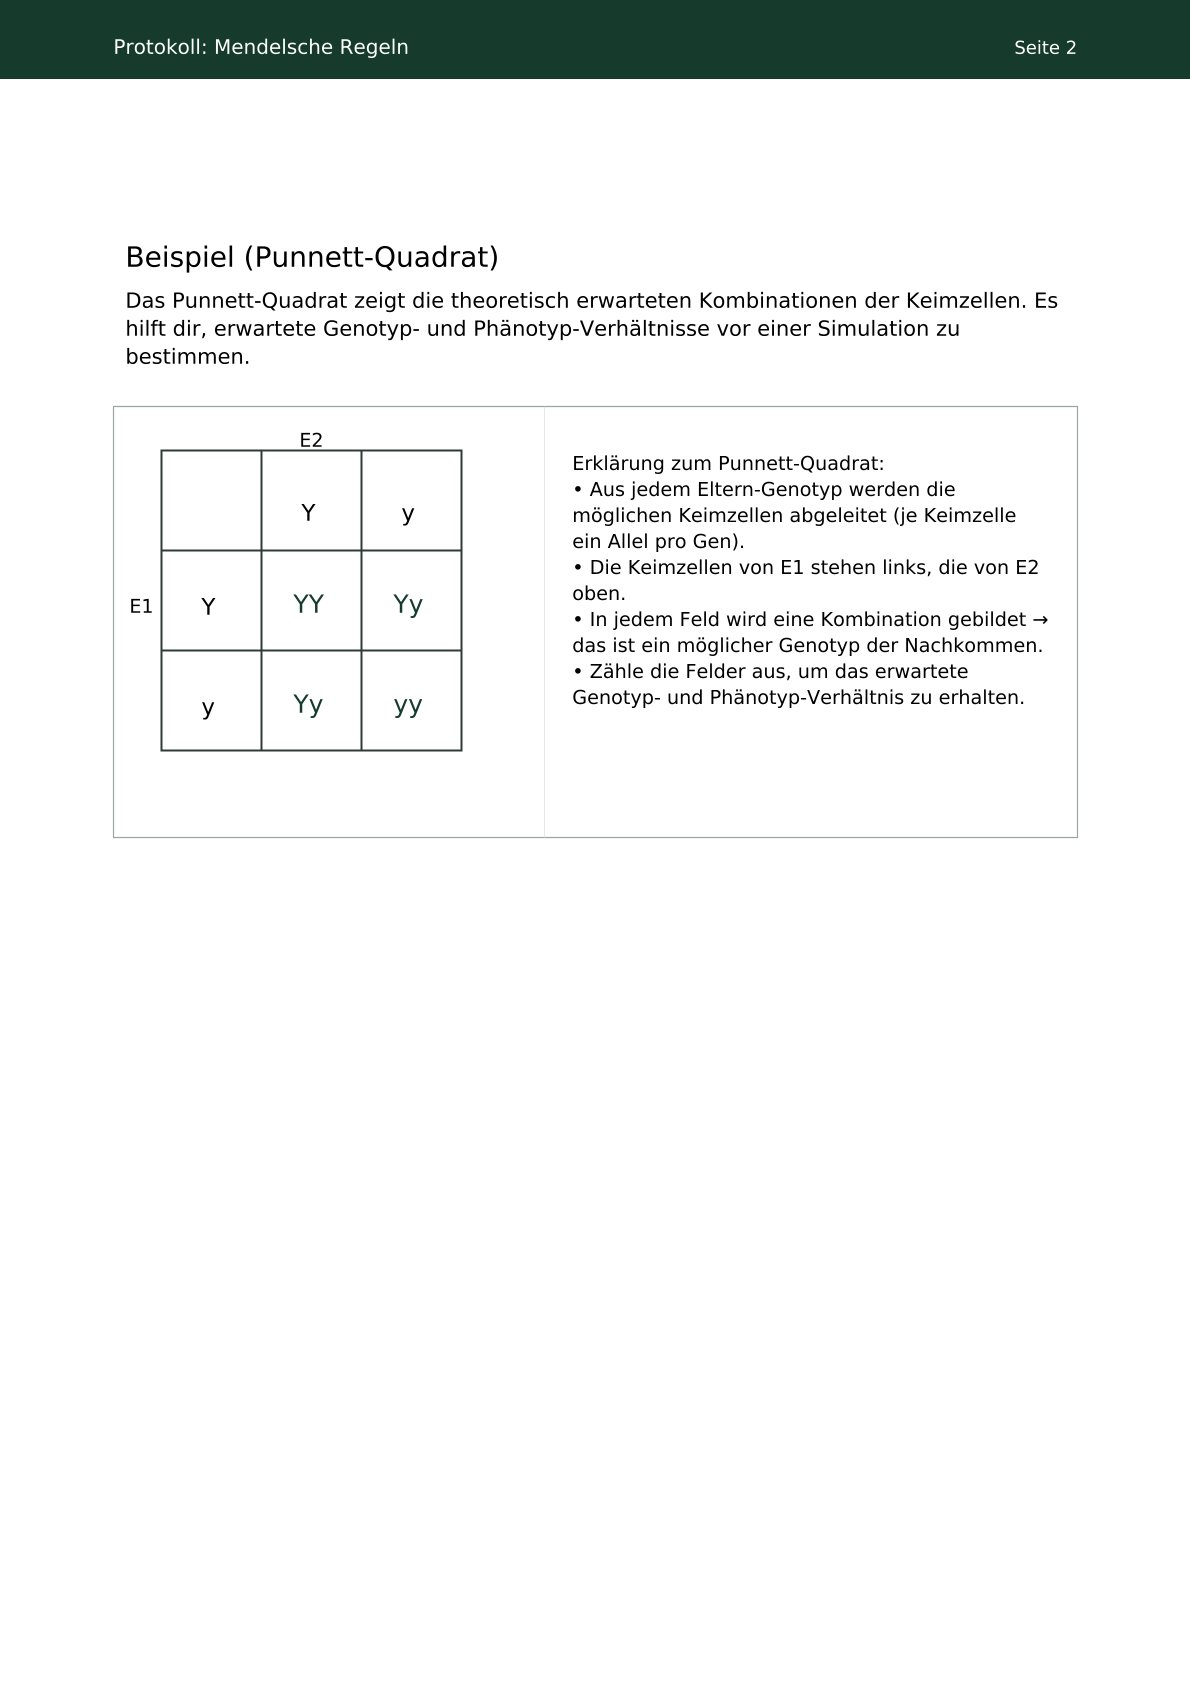 Protokoll: Mendelsche Regeln
Seite 2
Beispiel (Punnett-Quadrat)
Das Punnett-Quadrat zeigt die theoretisch erwarteten Kombinationen der Keimzellen. Es
hilft dir, erwartete Genotyp- und Phänotyp-Verhältnisse vor einer Simulation zu
bestimmen.
E2
Y y
E1 Y YY Yy
y Yy yy
Erklärung zum Punnett-Quadrat:
• Aus jedem Eltern-Genotyp werden die
möglichen Keimzellen abgeleitet (je Keimzelle
ein Allel pro Gen).
• Die Keimzellen von E1 stehen links, die von E2
oben.
• In jedem Feld wird eine Kombination gebildet →
das ist ein möglicher Genotyp der Nachkommen.
• Zähle die Felder aus, um das erwartete
Genotyp- und Phänotyp-Verhältnis zu erhalten.